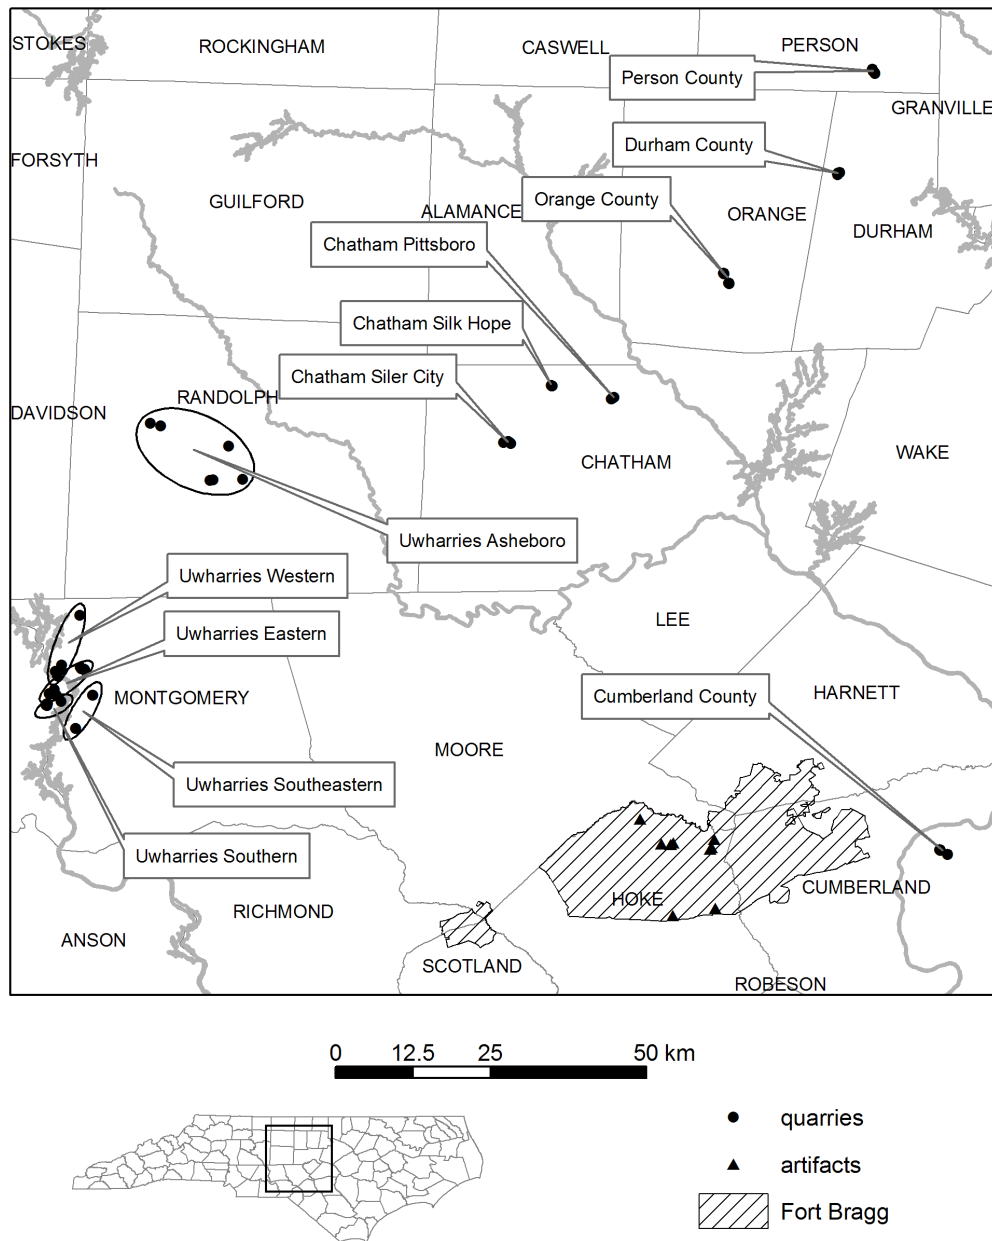 STOKES
ROCKINGHAM
CASWELL
PERSON
Person County
GRANVILLE
Durham County
FORSYTH
Orange County
GUILFORD
ALAMANCE
ORANGE
DURHAM
Chatham Pittsboro
Chatham Silk Hope
Chatham Siler City
RANDOLPH
DAVIDSON
WAKE
CHATHAM
Uwharries Asheboro
Uwharries Western
LEE
Uwharries Eastern
Cumberland County
HARNETT
MONTGOMERY
MOORE
Uwharries Southeastern
Uwharries Southern
CUMBERLAND
HOKE
RICHMOND
ANSON
SCOTLAND
ROBESON
0 12.5 25 50 km
quarries
artifacts
Fort Bragg